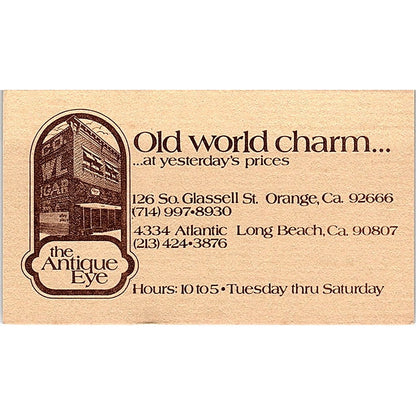 Old world charm...
...at yesterday's prices
126 So. Glassell St. Orange, Ca. 92666
(714) 997•8930
4334 Atlantic Long Beach, Ca. 90807
(213) 424•3876
Hours: 10 to 5 • Tuesday thru Saturday
CO.
the
Antique
Eye